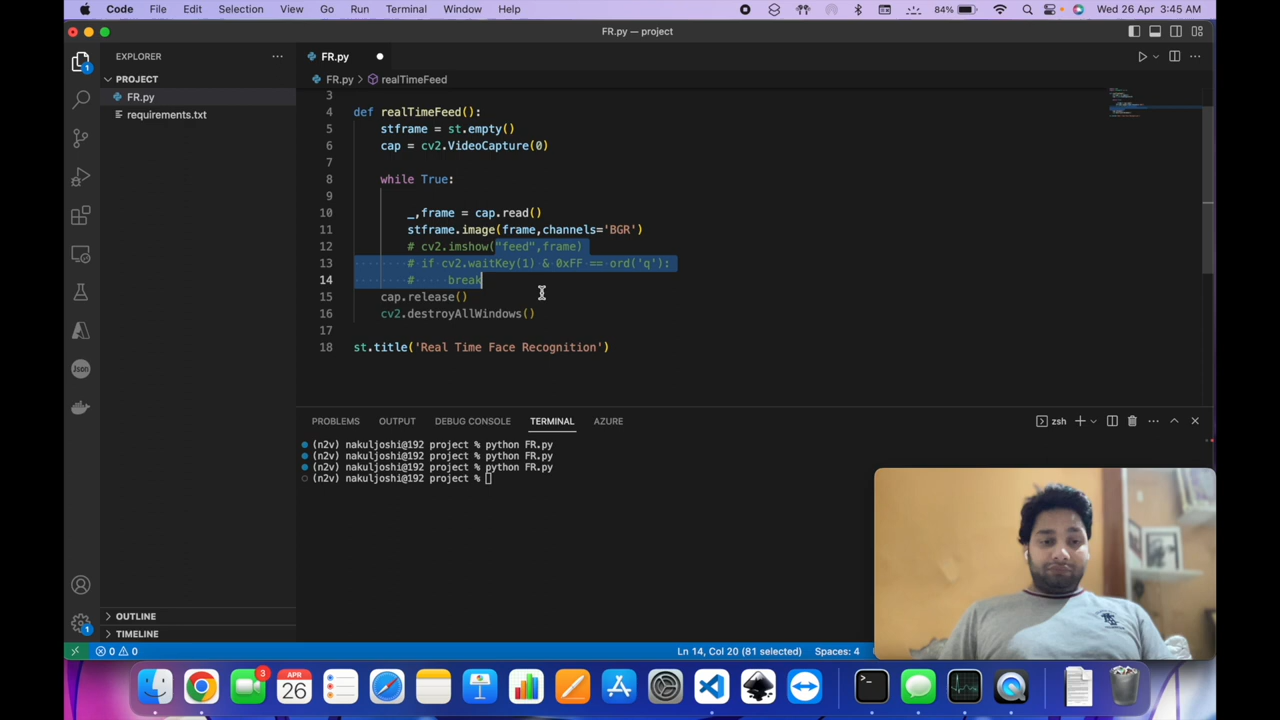 Code File Edit Selection View Go Run Terminal Window Help 84% Wed 26 Apr 3:45 AM
FR.py — project
EXPLORER
PROJECT
FR.py
requirements.txt
OUTLINE
TIMELINE
FR.py
FR.py > realTimeFeed
3
4 def realTimeFeed():
5 stframe = st.empty()
6 cap = cv2.VideoCapture(0)
7
8 while True:
9
10 _,frame = cap.read()
11 stframe.image(frame,channels='BGR')
12 # cv2.imshow("feed",frame)
13 # if cv2.waitKey(1) & 0xFF == ord('q'):
14 # break
15 cap.release()
16 cv2.destroyAllWindows()
17
18 st.title('Real Time Face Recognition')
PROBLEMS OUTPUT DEBUG CONSOLE TERMINAL AZURE
zsh
(n2v) nakuljoshi@192 project % python FR.py
(n2v) nakuljoshi@192 project % python FR.py
(n2v) nakuljoshi@192 project % python FR.py
(n2v) nakuljoshi@192 project %
0 0 Ln 14, Col 20 (81 selected) Spaces: 4
3
APR
26